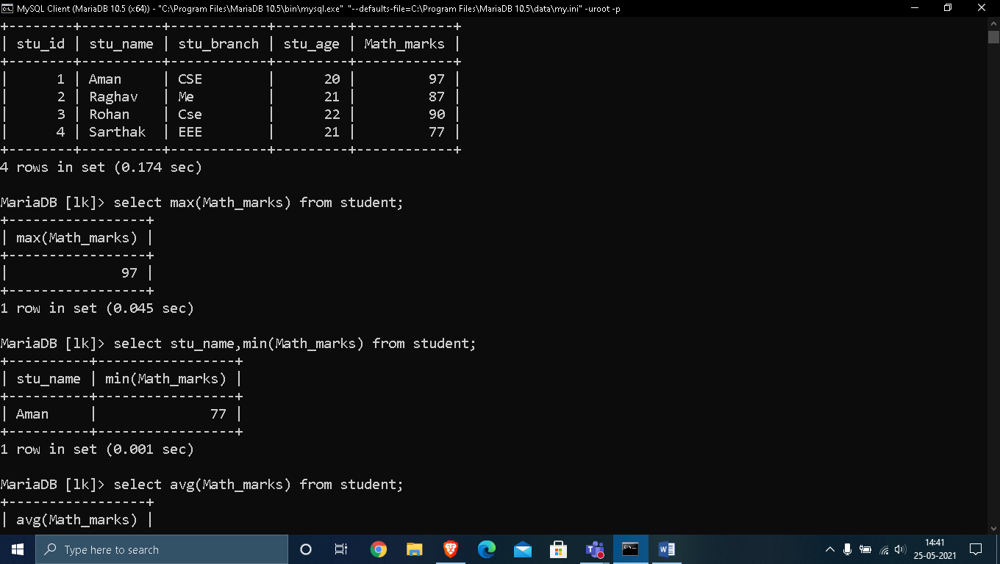 MySQL Client (MariaDB 10.5 (x64)) - "C:\Program Files\MariaDB 10.5\bin\mysql.exe" "--defaults-file=C:\Program Files\MariaDB 10.5\data\my.ini" -uroot -p
+--------+----------+------------+---------+------------+
| stu_id | stu_name | stu_branch | stu_age | Math_marks |
+--------+----------+------------+---------+------------+
|      1 | Aman     | CSE        |      20 |         97 |
|      2 | Raghav   | Me         |      21 |         87 |
|      3 | Rohan    | Cse        |      22 |         90 |
|      4 | Sarthak  | EEE        |      21 |         77 |
+--------+----------+------------+---------+------------+
4 rows in set (0.174 sec)
MariaDB [lk]> select max(Math_marks) from student;
+-----------------+
| max(Math_marks) |
+-----------------+
|              97 |
+-----------------+
1 row in set (0.045 sec)
MariaDB [lk]> select stu_name,min(Math_marks) from student;
+----------+-----------------+
| stu_name | min(Math_marks) |
+----------+-----------------+
| Aman     |              77 |
+----------+-----------------+
1 row in set (0.001 sec)
MariaDB [lk]> select avg(Math_marks) from student;
+-----------------+
| avg(Math_marks) |
Type here to search
14:41
25-05-2021